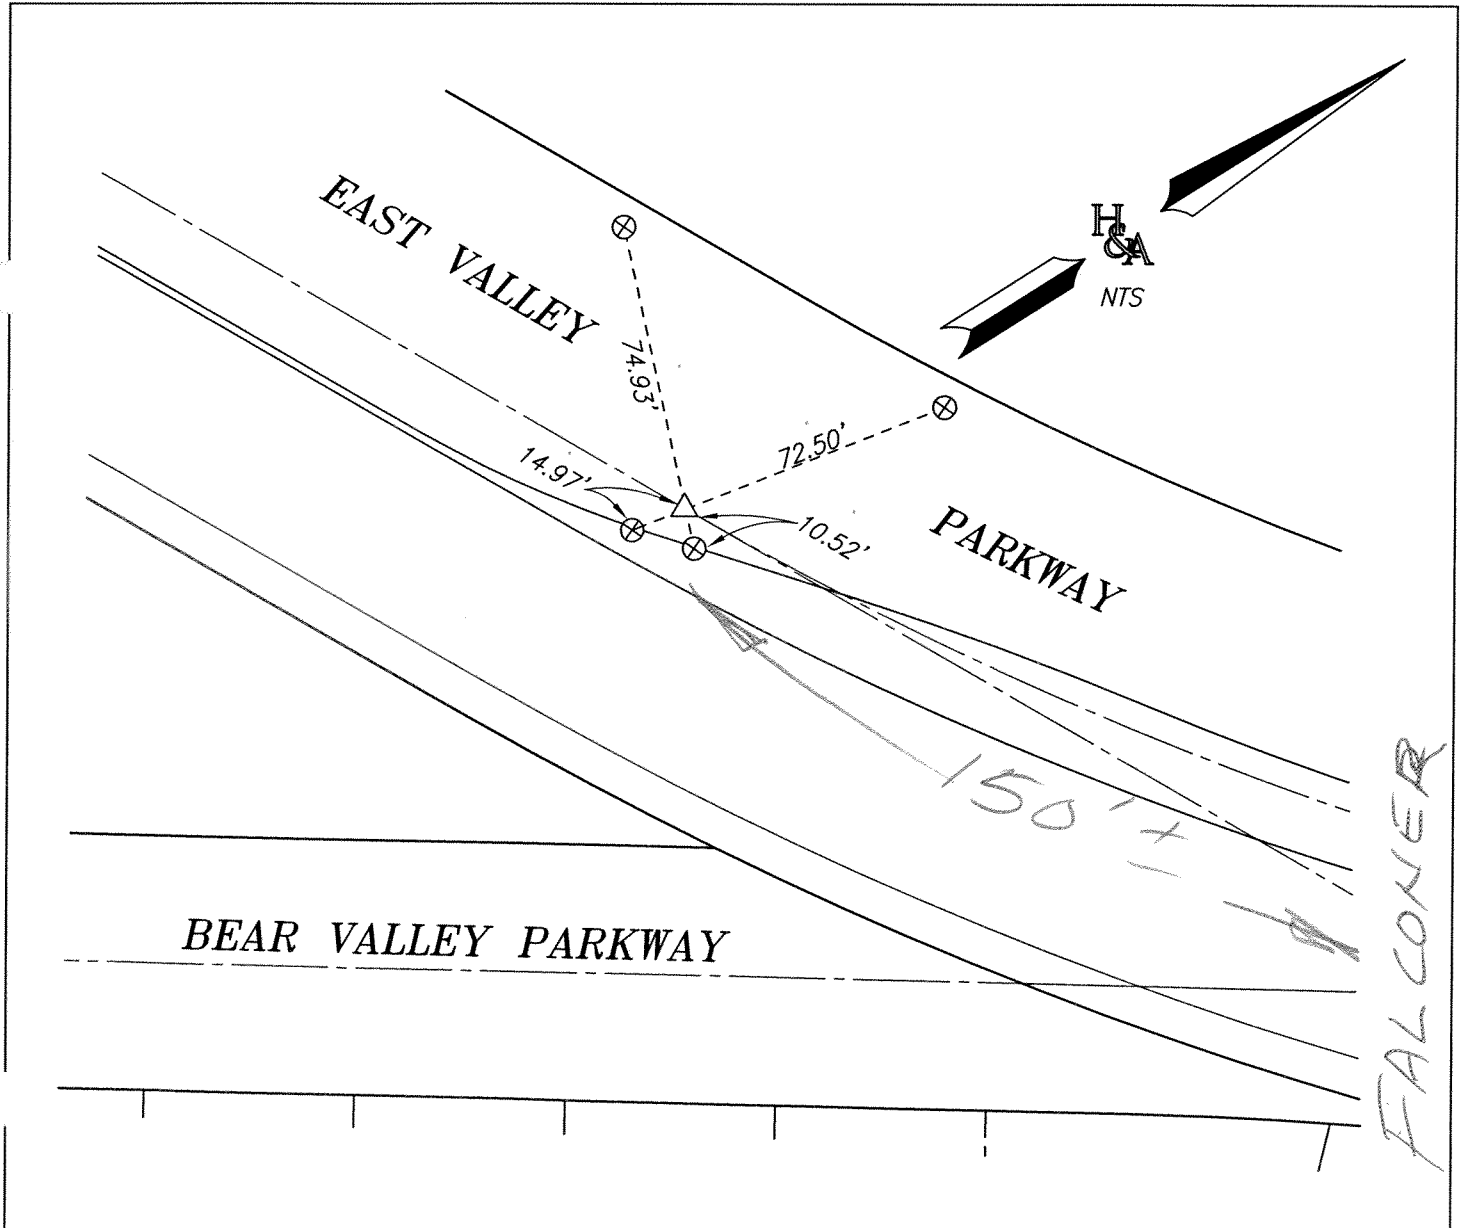 EAST VALLEY
H&A
NTS
74.93'
72.50'
14.97'
10.52'
PARKWAY
150'±
FALCONER
BEAR VALLEY PARKWAY